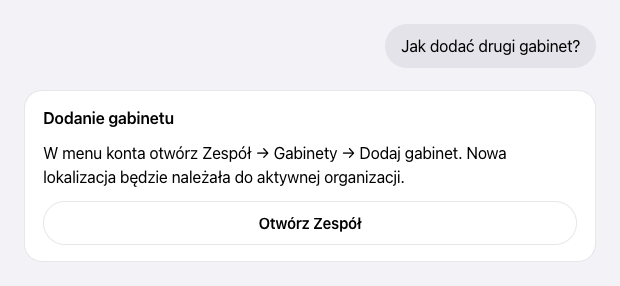 Jak dodać drugi gabinet?
Dodanie gabinetu
W menu konta otwórz Zespół → Gabinety → Dodaj gabinet. Nowa
lokalizacja będzie należała do aktywnej organizacji.
Otwórz Zespół